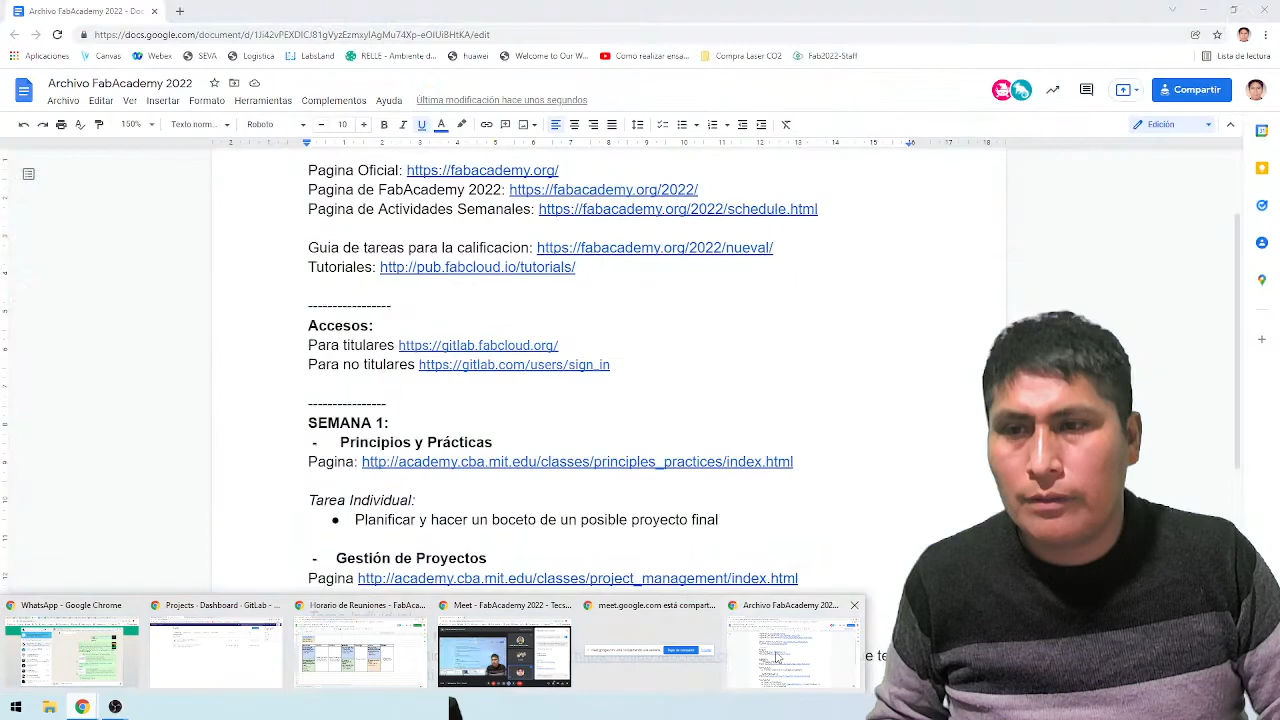 Archivo FabAcademy 2022 - Doc
https://docs.google.com/document/d/1Ji42vPEXDICJ81gVyzEzmxyIAgMu74Xp-eOIUiBHtKA/edit
Aplicaciones Canvas Weber SEVA Logistica LabsLand RELLE - Ambiente d... huawei Welcome to Our W... Como realizar ensa... Compra Laser CO2 Fab2022-Staff Lista de lectura
Archivo FabAcademy 2022
Compartir
Archivo Editar Ver Insertar Formato Herramientas Complementos Ayuda Última modificación hace unos segundos
150% Texto norm... Roboto 10 Edición
Pagina Oficial: https://fabacademy.org/
Pagina de FabAcademy 2022: https://fabacademy.org/2022/
Pagina de Actividades Semanales: https://fabacademy.org/2022/schedule.html
Guia de tareas para la calificacion: https://fabacademy.org/2022/nueval/
Tutoriales: http://pub.fabcloud.io/tutorials/
----------------
Accesos:
Para titulares https://gitlab.fabcloud.org/
Para no titulares https://gitlab.com/users/sign_in
---------------
SEMANA 1:
- Principios y Prácticas
Pagina: http://academy.cba.mit.edu/classes/principles_practices/index.html
Tarea Individual:
● Planificar y hacer un boceto de un posible proyecto final
- Gestión de Proyectos
Pagina http://academy.cba.mit.edu/classes/project_management/index.html
WhatsApp - Google Chrome
Projects · Dashboard · GitLab - ...
Horario de Reuniones - FabAca...
Meet - FabAcademy 2022 - Tecs...
meet.google.com está compart...
Archivo FabAcademy 202...